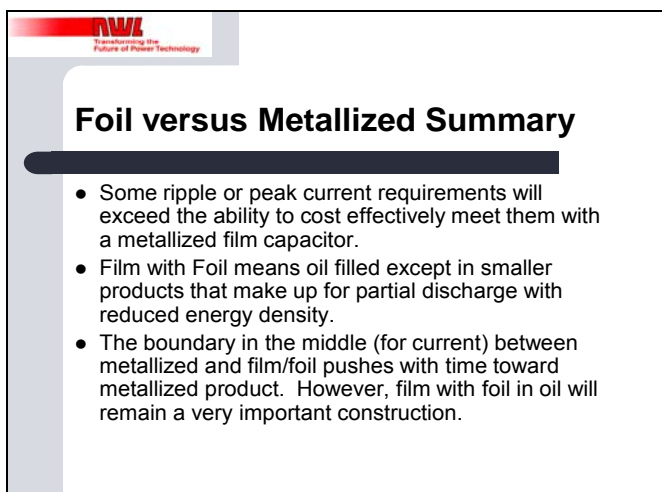 NWL
Transforming the
Future of Power Technology
Foil versus Metallized Summary
● Some ripple or peak current requirements will
exceed the ability to cost effectively meet them with
a metallized film capacitor.
● Film with Foil means oil filled except in smaller
products that make up for partial discharge with
reduced energy density.
● The boundary in the middle (for current) between
metallized and film/foil pushes with time toward
metallized product.  However, film with foil in oil will
remain a very important construction.